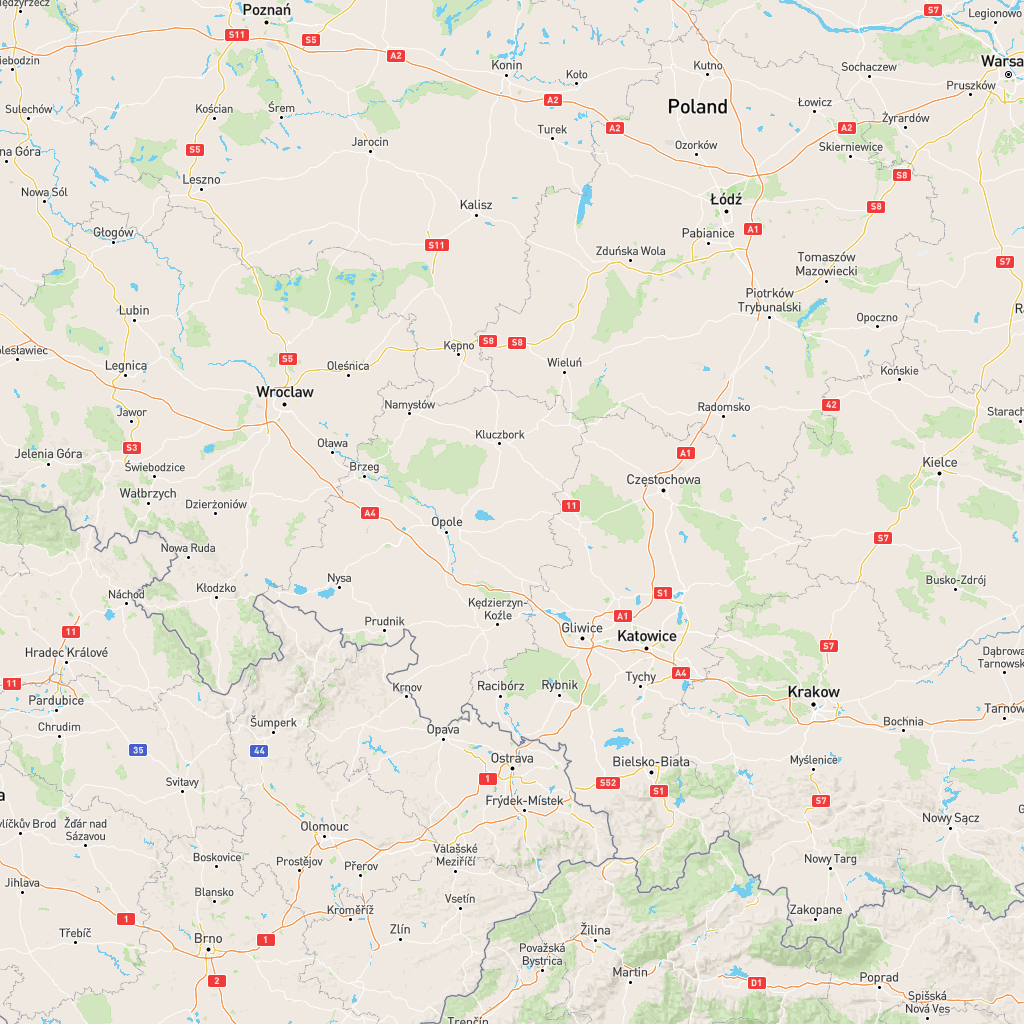 Poznań
S11
S5
A2
S7
Legionowo
Konin
Koło
Kutno
Sochaczew
Pruszków
Sulechów
Kościan
Śrem
A2
Turek
Poland
Łowicz
Żyrardów
A2
A2
Jarocin
S5
Ozorków
Skierniewice
Leszno
S8
Nowa Sól
Kalisz
Łódź
S8
Głogów
S11
Pabianice
A1
Zduńska Wola
S7
Tomaszów
Mazowiecki
Piotrków
Trybunalski
Lubin
Opoczno
S8
S8
Kępno
S5
Legnica
Oleśnica
Wieluń
Końskie
Wroclaw
Namysłów
Radomsko
42
Jawor
S3
Kluczbork
Oława
A1
Jelenia Góra
Świebodzice
Brzeg
Kielce
Częstochowa
Wałbrzych
Dzierżoniów
A4
11
Opole
S7
Nowa Ruda
Nysa
Kłodzko
Busko-Zdrój
Náchod
S1
Kędzierzyn-
Koźle
A1
Prudnik
Gliwice
Katowice
11
S7
Hradec Králové
Dąbrowa
Tarnowska
11
A4
Krnov
Racibórz
Rybnik
Tychy
Krakow
Pardubice
Chrudim
Šumperk
Opava
Bochnia
Tarnów
35
44
Ostrava
Bielsko-Biała
Myślenice
1
S52
S1
Svitavy
Frýdek-Místek
S7
Žďár nad
Sázavou
Olomouc
Nowy Sącz
Valašské
Meziříčí
Boskovice
Prostějov
Přerov
Nowy Targ
Jihlava
Blansko
Vsetín
Kroměříž
1
Zakopane
Třebíč
Brno
1
Zlín
Žilina
Považská
Bystrica
2
Martin
D1
Poprad
Spišská
Nová Ves
Trenčín